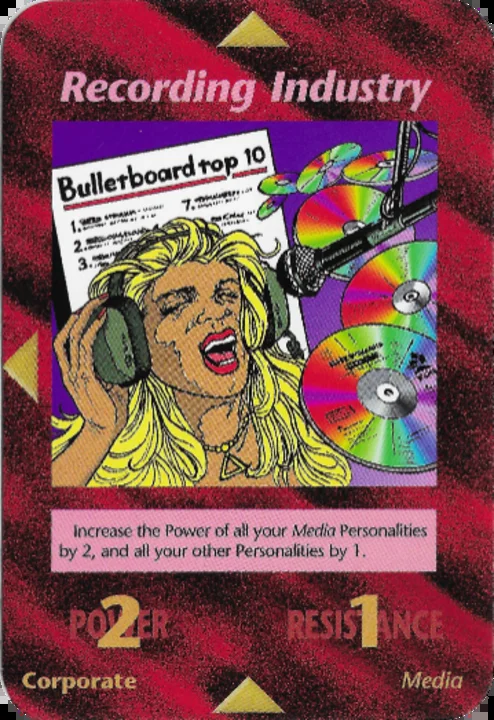 Recording Industry
Bulletboard top 10
1.
7.
2.
3.
Increase the Power of all your Media Personalities
by 2, and all your other Personalities by 1.
POWER 2
RESISTANCE 1
Corporate
Media